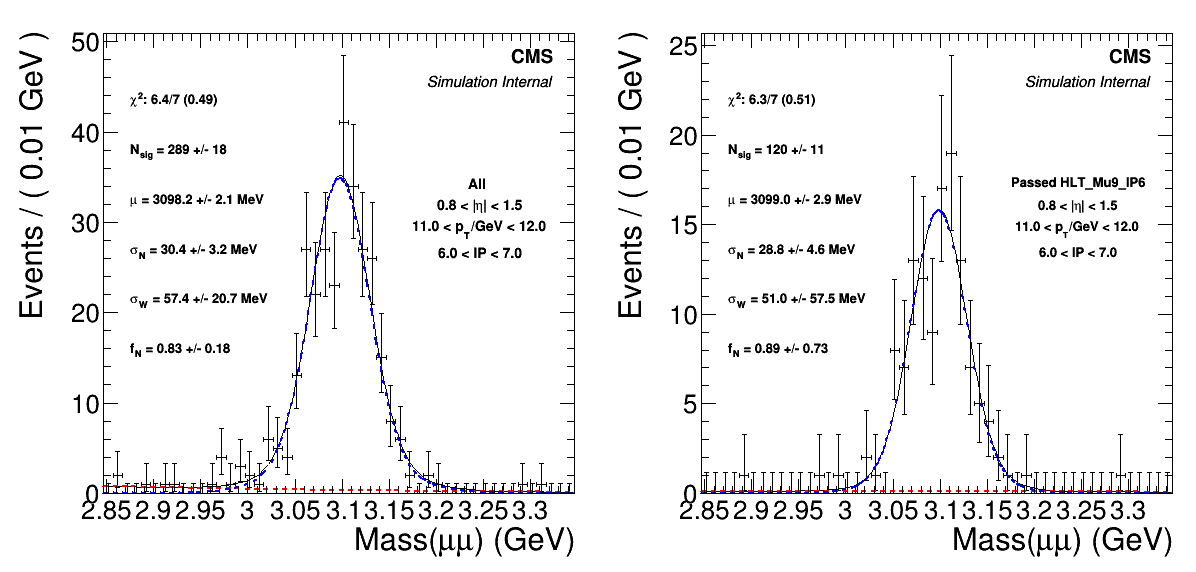 CMS
Simulation Internal
χ²: 6.4/7 (0.49)
N_sig = 289 +/- 18
μ = 3098.2 +/- 2.1 MeV
σ_N = 30.4 +/- 3.2 MeV
σ_W = 57.4 +/- 20.7 MeV
f_N = 0.83 +/- 0.18
All
0.8 < |η| < 1.5
11.0 < p_T/GeV < 12.0
6.0 < IP < 7.0
Events / ( 0.01 GeV )
50
40
30
20
10
0
2.85 2.9 2.95 3 3.05 3.1 3.15 3.2 3.25 3.3
Mass(μμ) (GeV)
CMS
Simulation Internal
χ²: 6.3/7 (0.51)
N_sig = 120 +/- 11
μ = 3099.0 +/- 2.9 MeV
σ_N = 28.8 +/- 4.6 MeV
σ_W = 51.0 +/- 57.5 MeV
f_N = 0.89 +/- 0.73
Passed HLT_Mu9_IP6
0.8 < |η| < 1.5
11.0 < p_T/GeV < 12.0
6.0 < IP < 7.0
Events / ( 0.01 GeV )
25
20
15
10
5
0
2.85 2.9 2.95 3 3.05 3.1 3.15 3.2 3.25 3.3
Mass(μμ) (GeV)